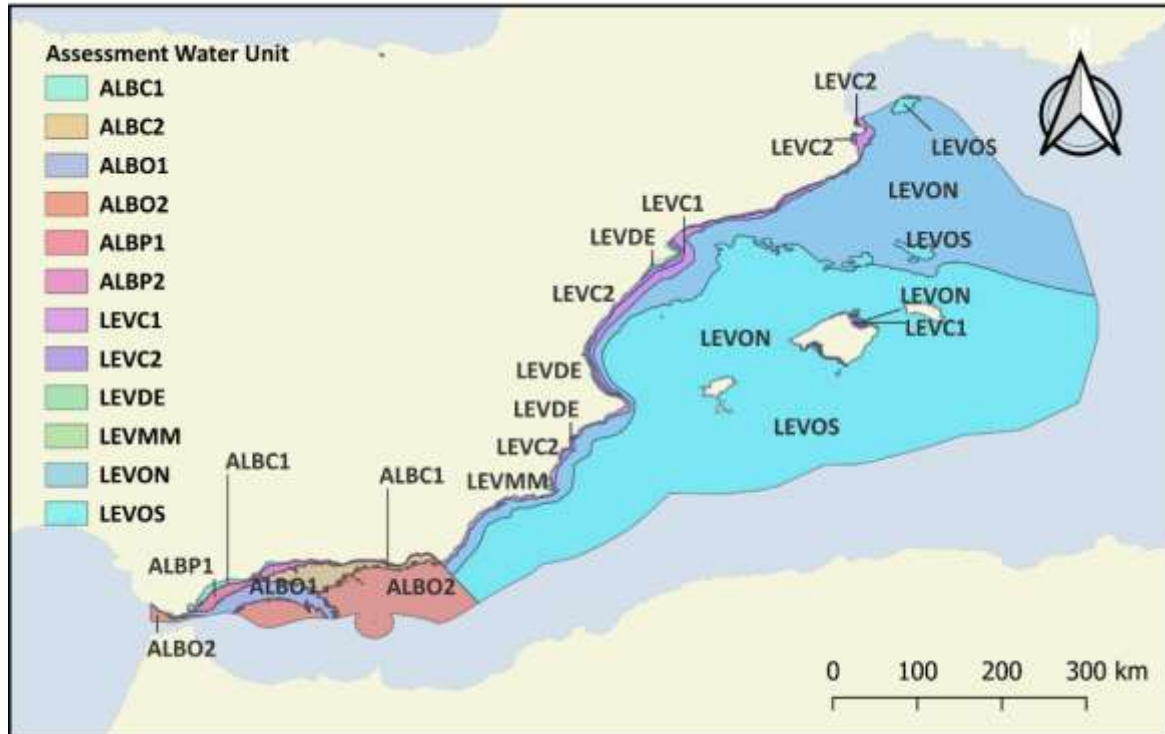 Assessment Water Unit
ALBC1
ALBC2
ALBO1
ALBO2
ALBP1
ALBP2
LEVC1
LEVC2
LEVDE
LEVMM
LEVON
LEVOS
N
LEVC2
LEVC2
LEVOS
LEVON
LEVC1
LEVDE
LEVOS
LEVC2
LEVON
LEVC1
LEVON
LEVDE
LEVDE
LEVOS
LEVC2
ALBC1
ALBC1
LEVMM
ALBP1
ALBO1
ALBO2
ALBO2
0 100 200 300 km